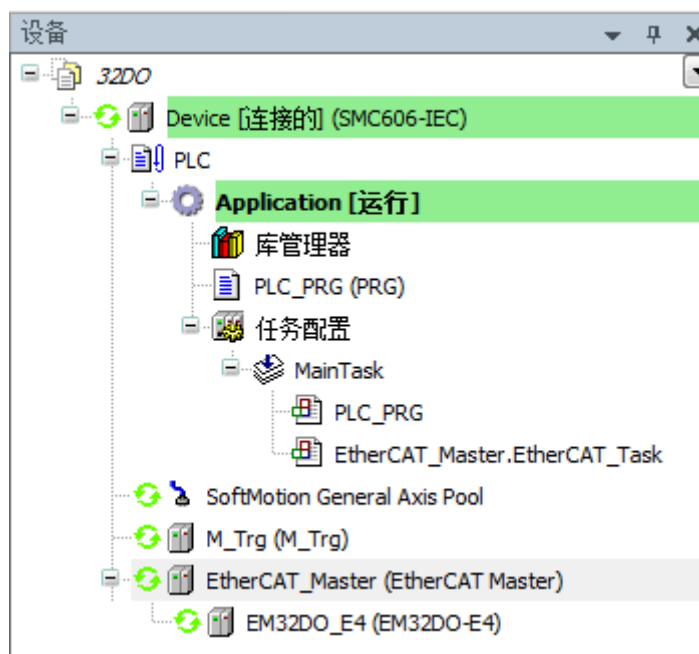 设备
32DO
Device [连接的] (SMC606-IEC)
PLC
Application [运行]
库管理器
PLC_PRG (PRG)
任务配置
MainTask
PLC_PRG
EtherCAT_Master.EtherCAT_Task
SoftMotion General Axis Pool
M_Trg (M_Trg)
EtherCAT_Master (EtherCAT Master)
EM32DO_E4 (EM32DO-E4)